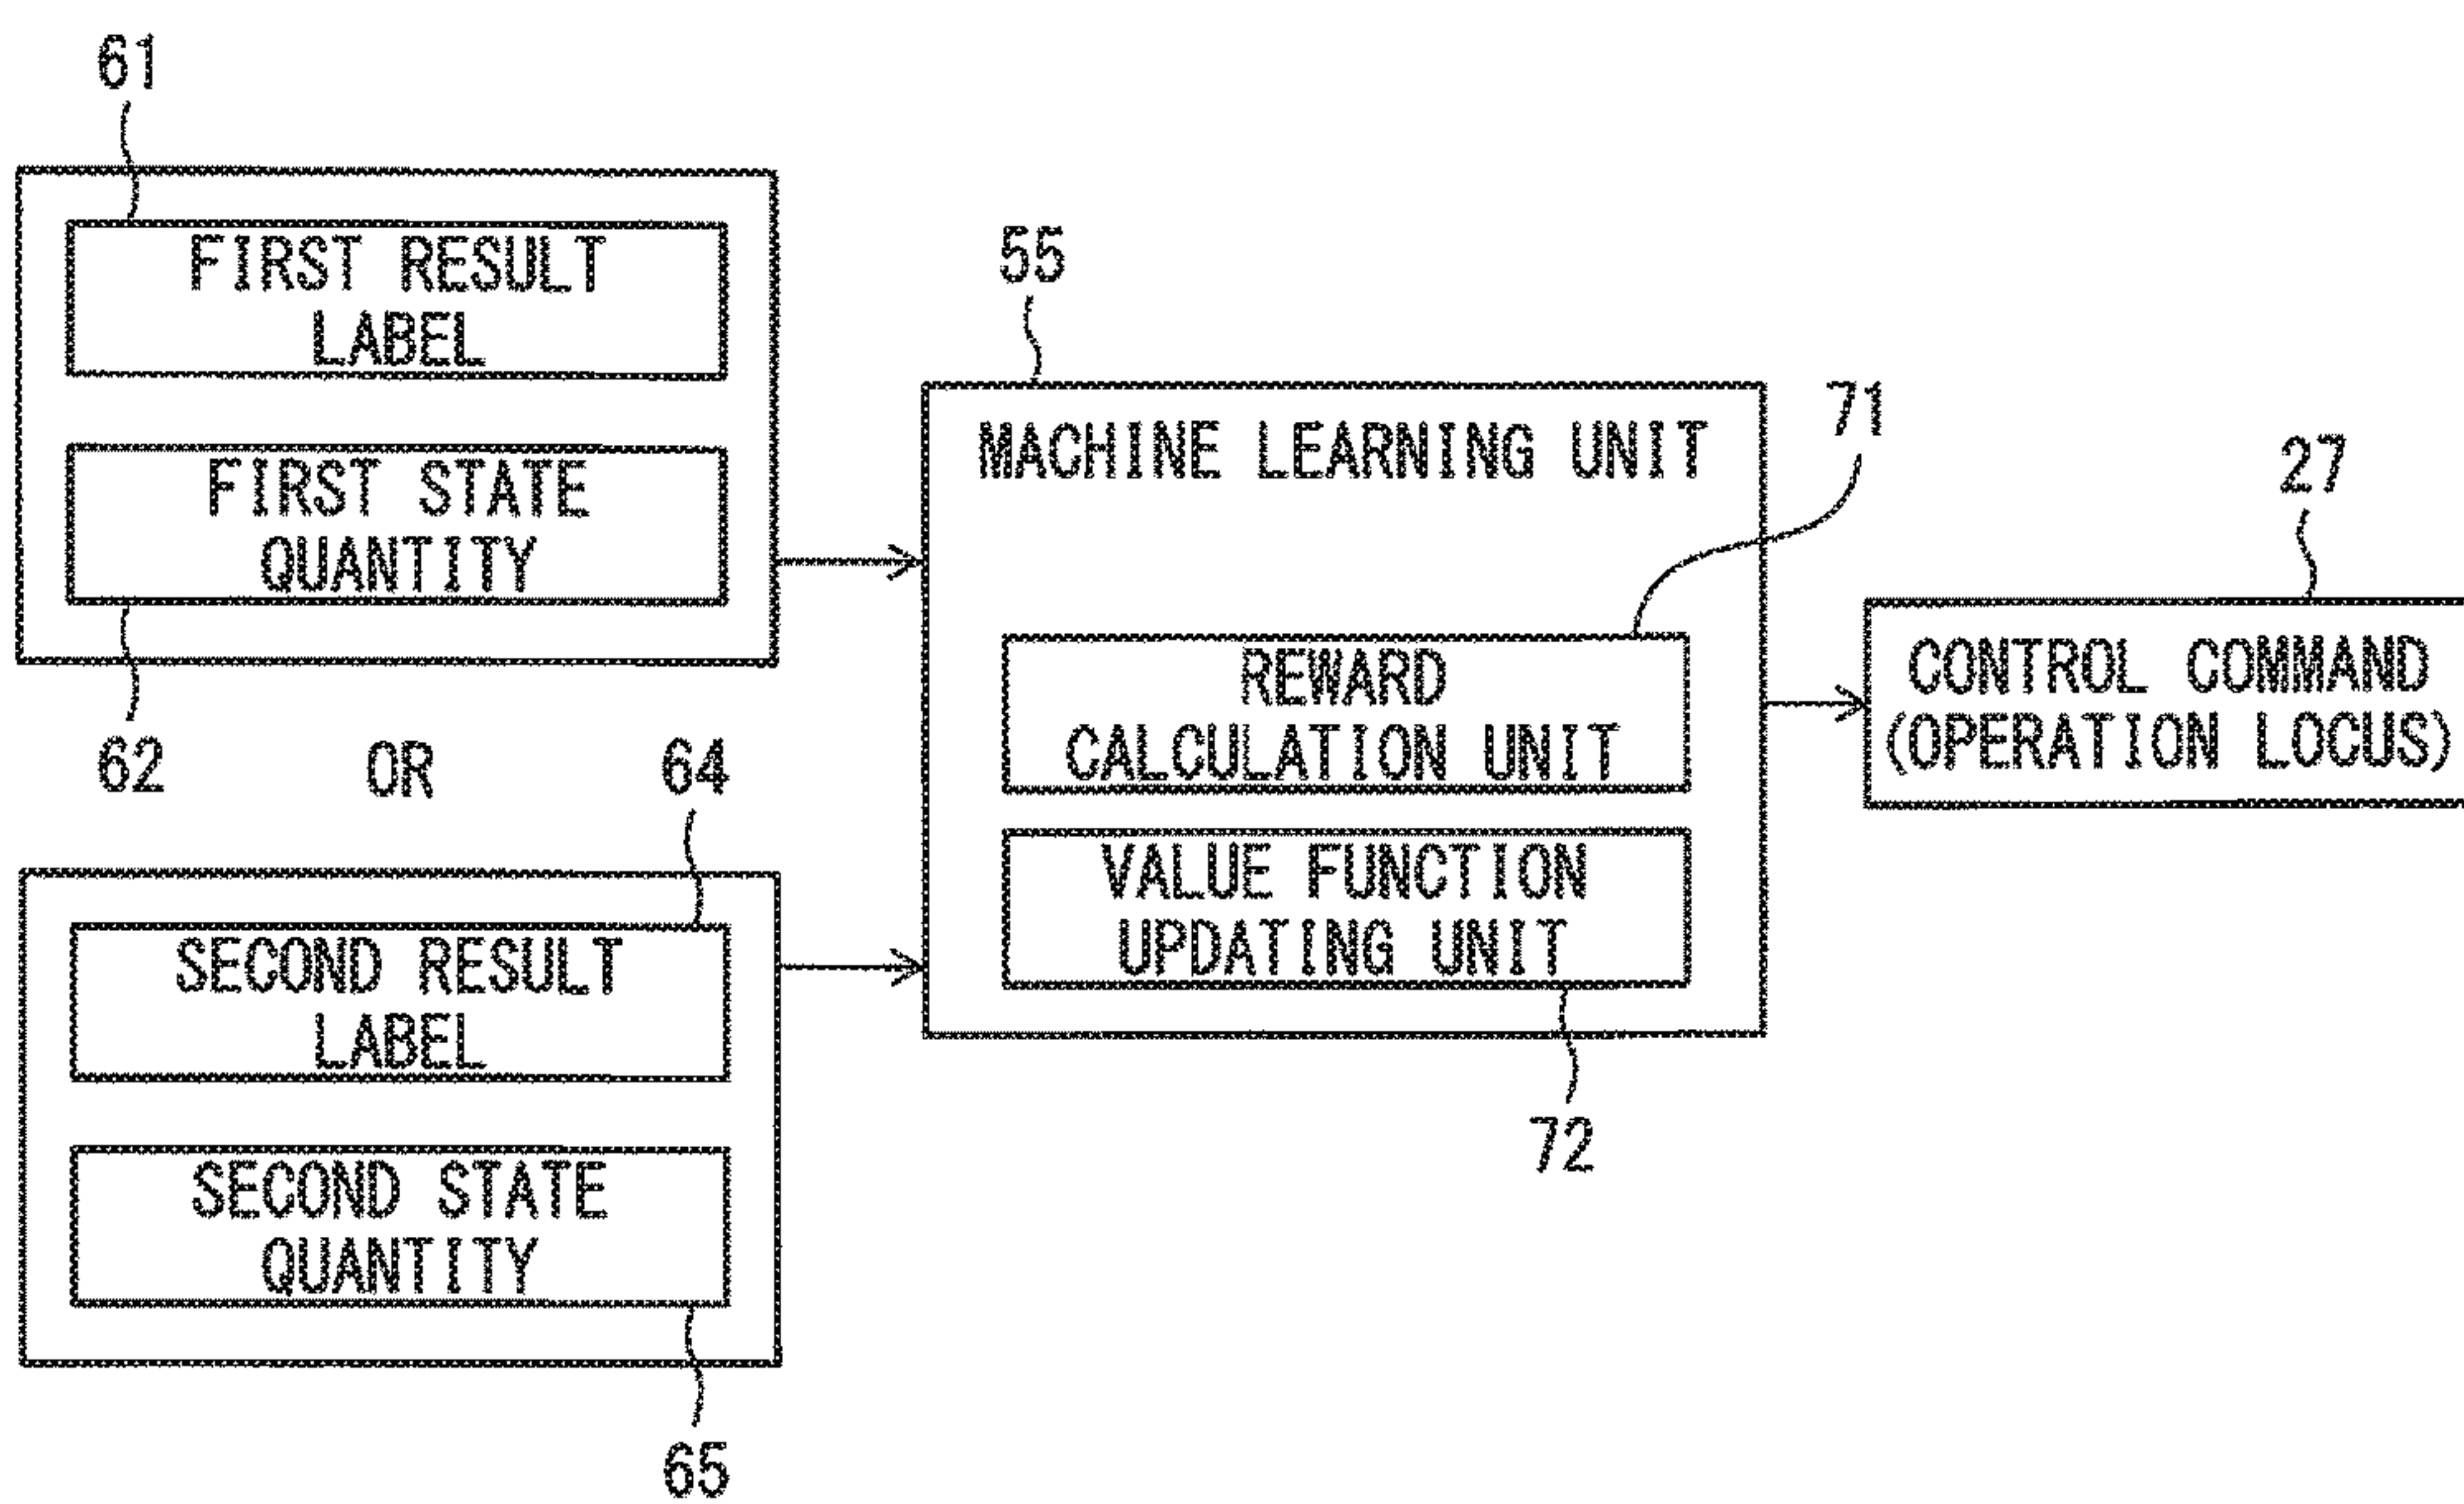 61
FIRST RESULT
LABEL
FIRST STATE
QUANTITY
62
OR
64
SECOND RESULT
LABEL
SECOND STATE
QUANTITY
65
55
MACHINE LEARNING UNIT
71
REWARD
CALCULATION UNIT
VALUE FUNCTION
UPDATING UNIT
72
27
CONTROL COMMAND
(OPERATION LOCUS)